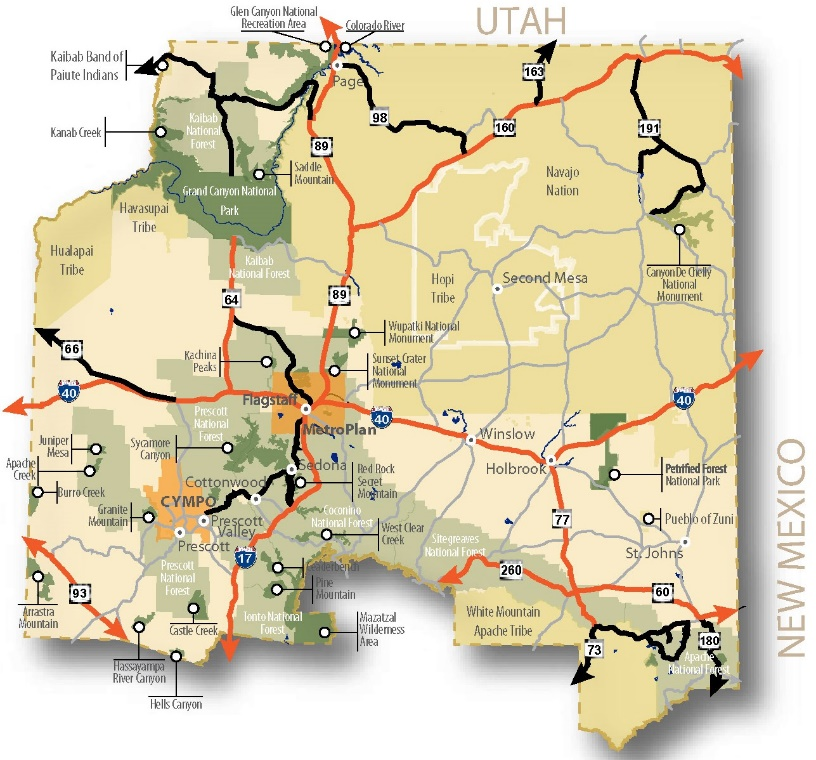 Glen Canyon National
Recreation Area
Colorado River
UTAH
Kaibab Band of
Paiute Indians
Page
163
98
Kanab Creek
Kaibab
National
Forest
89
160
191
Saddle
Mountain
Grand Canyon National
Park
Navajo
Nation
Havasupai
Tribe
Hualapai
Tribe
Kaibab
National Forest
Hopi
Tribe
Second Mesa
Canyon De Chelly
National
Monument
64
89
Wupatki National
Monument
66
Kachina
Peaks
Sunset Crater
National
Monument
40
Flagstaff
40
40
MetroPlan
Prescott
National
Forest
Juniper
Mesa
Sycamore
Canyon
Winslow
Holbrook
Apache
Creek
Sedona
Red Rock
Secret
Mountain
Petrified Forest
National Park
Burro Creek
Cottonwood
CYMPO
Granite
Mountain
Prescott
Valley
Prescott
Coconino
National Forest
West Clear
Creek
77
Pueblo of Zuni
St. Johns
Sitegreaves
National Forest
NEW MEXICO
17
260
93
Prescott
National
Forest
Pine
Mountain
60
Arrastra
Mountain
Castle Creek
Tonto National
Forest
Mazatzal
Wilderness
Area
White Mountain
Apache Tribe
73
180
Apache
National Forest
Hassayampa
River Canyon
Hells Canyon